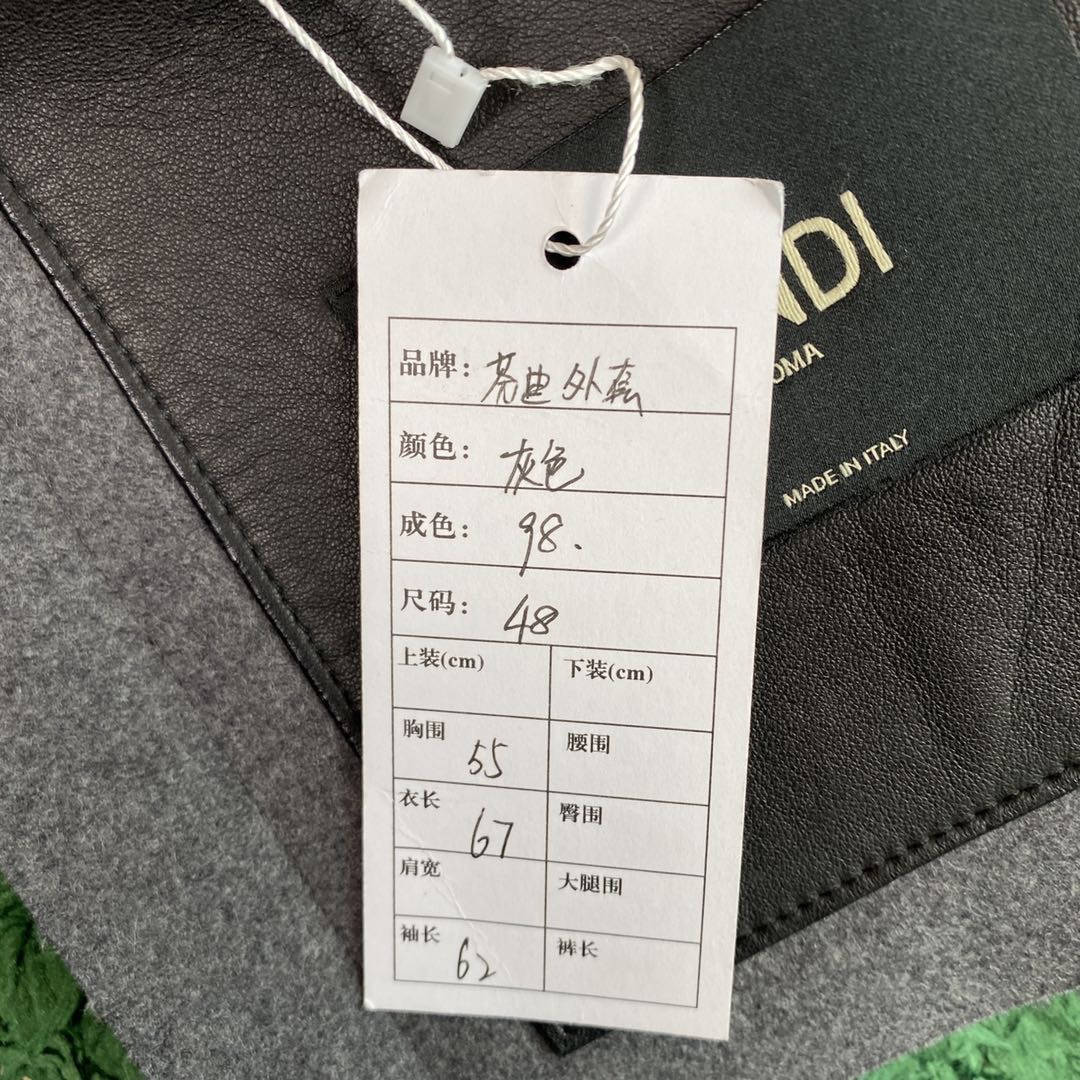 NDI
OMA
MADE IN ITALY
品牌: 芬迪外套
颜色: 灰色
成色: 98.
尺码: 48
上装(cm) 下装(cm)
胸围 55 腰围
衣长 67 臀围
肩宽 大腿围
袖长 62 裤长